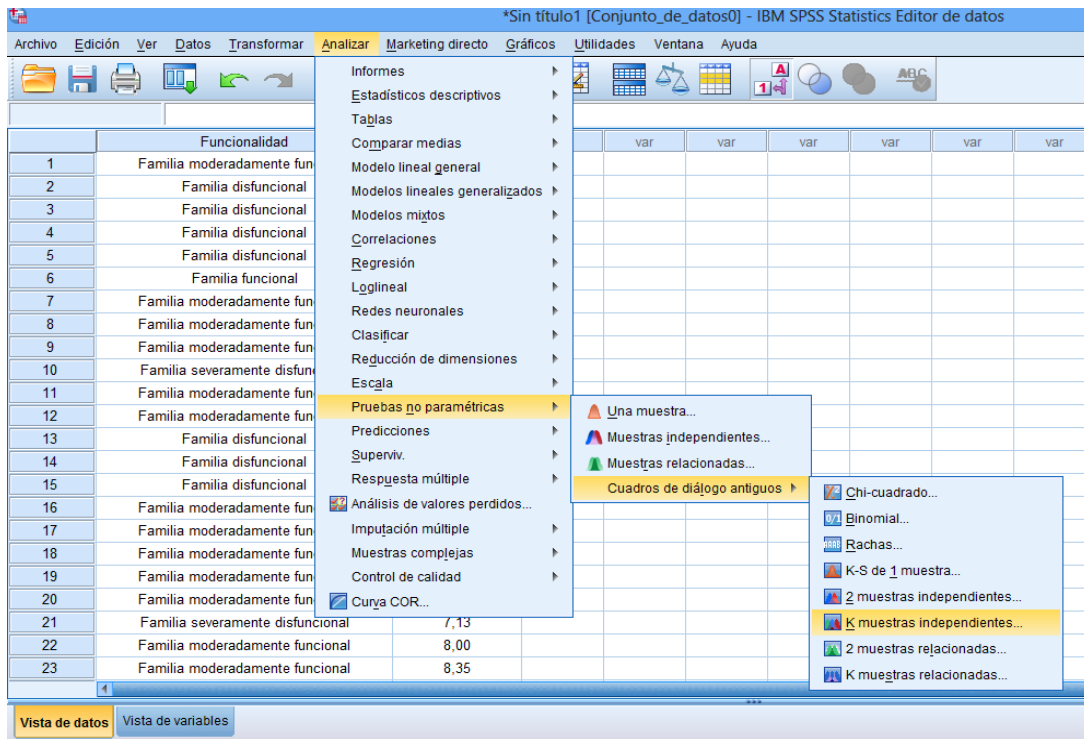 *Sin título1 [Conjunto_de_datos0] - IBM SPSS Statistics Editor de datos
Archivo Edición Ver Datos Transformar Analizar Marketing directo Gráficos Utilidades Ventana Ayuda
Funcionalidad var var var var var var
1 Familia moderadamente fun
2 Familia disfuncional
3 Familia disfuncional
4 Familia disfuncional
5 Familia disfuncional
6 Familia funcional
7 Familia moderadamente fun
8 Familia moderadamente fun
9 Familia moderadamente fun
10 Familia severamente disfun
11 Familia moderadamente fun
12 Familia moderadamente fun
13 Familia disfuncional
14 Familia disfuncional
15 Familia disfuncional
16 Familia moderadamente fun
17 Familia moderadamente fun
18 Familia moderadamente fun
19 Familia moderadamente fun
20 Familia moderadamente fun
21 Familia severamente disfuncional 7,13
22 Familia moderadamente funcional 8,00
23 Familia moderadamente funcional 8,35
Informes
Estadísticos descriptivos
Tablas
Comparar medias
Modelo lineal general
Modelos lineales generalizados
Modelos mixtos
Correlaciones
Regresión
Loglineal
Redes neuronales
Clasificar
Reducción de dimensiones
Escala
Pruebas no paramétricas
Predicciones
Superviv.
Respuesta múltiple
Análisis de valores perdidos...
Imputación múltiple
Muestras complejas
Control de calidad
Curva COR...
Una muestra...
Muestras independientes...
Muestras relacionadas...
Cuadros de diálogo antiguos
Chi-cuadrado...
Binomial...
Rachas...
K-S de 1 muestra...
2 muestras independientes...
K muestras independientes...
2 muestras relacionadas...
K muestras relacionadas...
Vista de datos Vista de variables